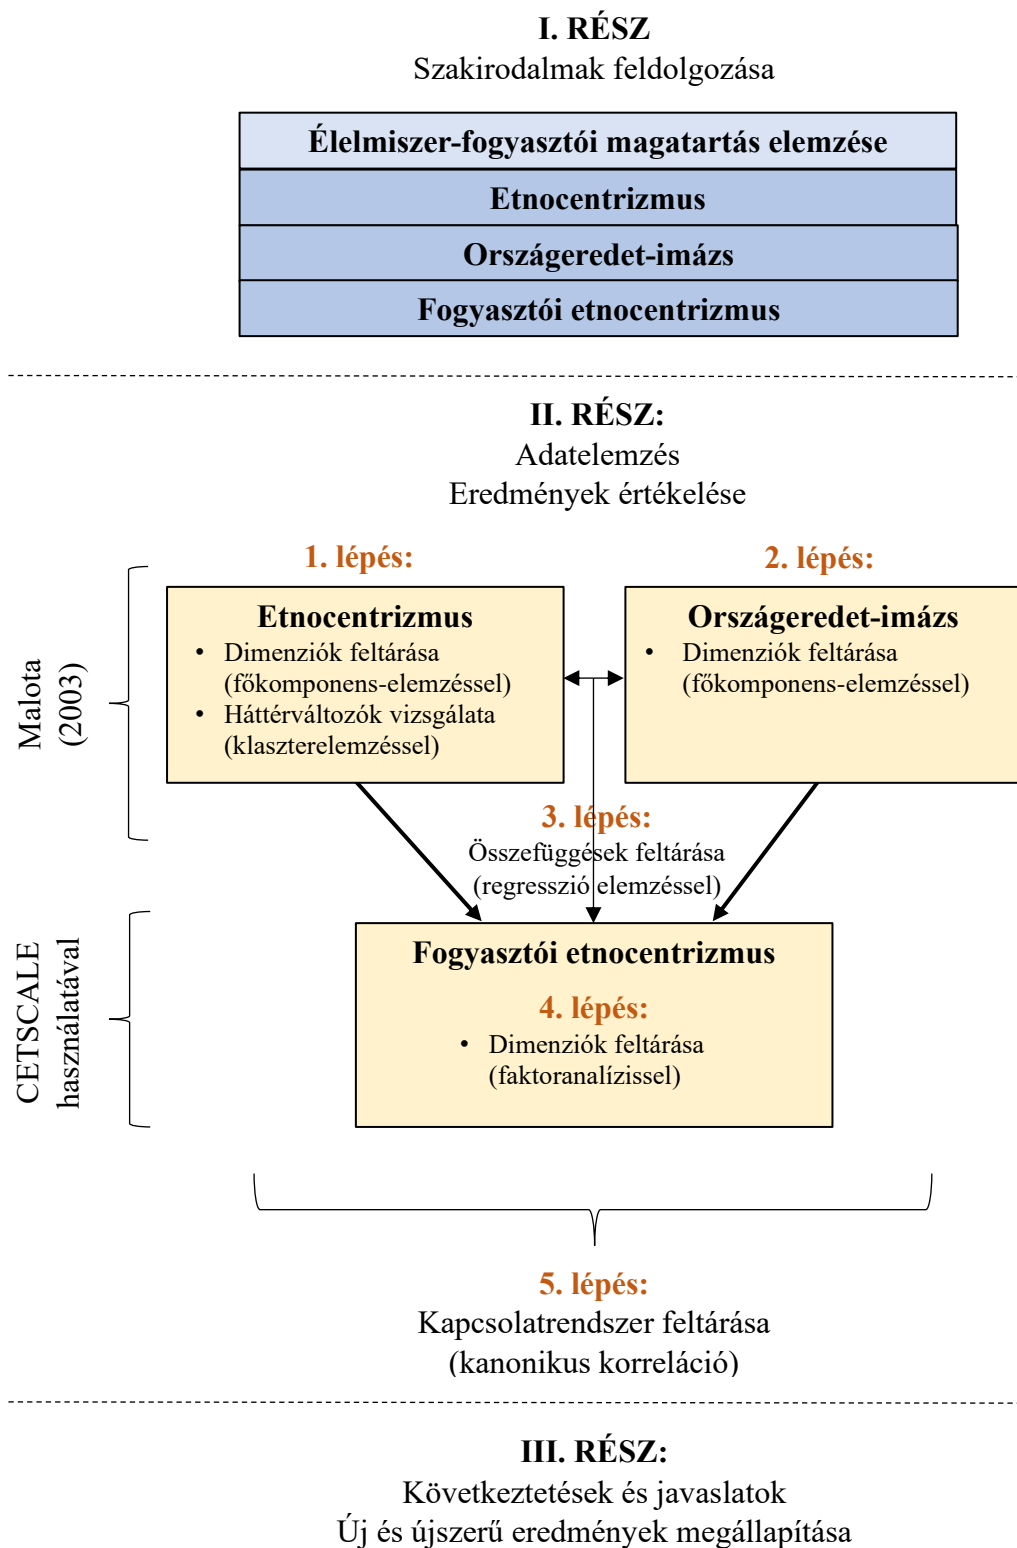 I. RÉSZ
Szakirodalmak feldolgozása
Élelmiszer-fogyasztói magatartás elemzése
Etnocentrizmus
Országeredet-imázs
Fogyasztói etnocentrizmus
II. RÉSZ:
Adatelemzés
Eredmények értékelése
Malota
(2003)
1. lépés:
Etnocentrizmus
• Dimenziók feltárása
(főkomponens-elemzéssel)
• Háttérváltozók vizsgálata
(klaszterelemzéssel)
2. lépés:
Országeredet-imázs
• Dimenziók feltárása
(főkomponens-elemzéssel)
3. lépés:
Összefüggések feltárása
(regresszió elemzéssel)
CETSCALE
használatával
Fogyasztói etnocentrizmus
4. lépés:
• Dimenziók feltárása
(faktoranalízissel)
5. lépés:
Kapcsolatrendszer feltárása
(kanonikus korreláció)
III. RÉSZ:
Következtetések és javaslatok
Új és újszerű eredmények megállapítása